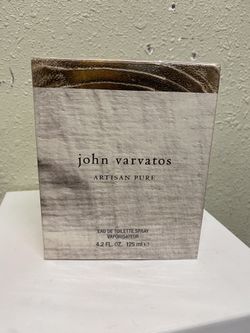 john varvatos
ARTISAN PURE
EAU DE TOILETTE SPRAY
VAPORISATEUR
4.2 FL. OZ. 125 ml ℮